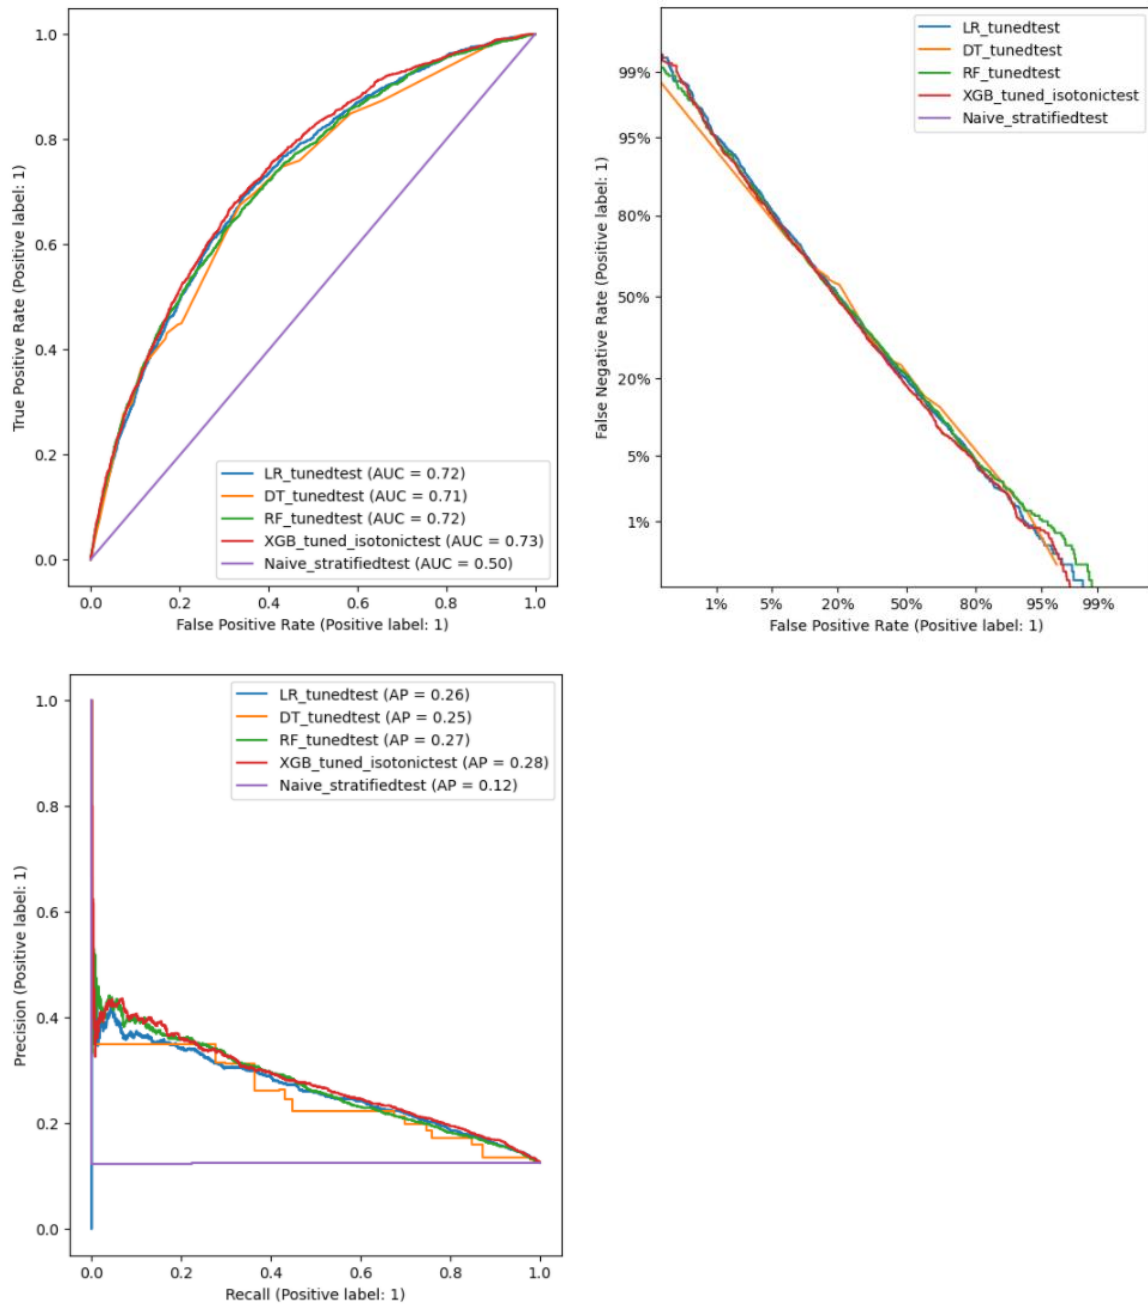 True Positive Rate (Positive label: 1)
1.0
0.8
0.6
0.4
0.2
0.0
LR_tunedtest (AUC = 0.72)
DT_tunedtest (AUC = 0.71)
RF_tunedtest (AUC = 0.72)
XGB_tuned_isotonictest (AUC = 0.73)
Naive_stratifiedtest (AUC = 0.50)
0.0 0.2 0.4 0.6 0.8 1.0
False Positive Rate (Positive label: 1)
False Negative Rate (Positive label: 1)
99%
95%
80%
50%
20%
5%
1%
LR_tunedtest
DT_tunedtest
RF_tunedtest
XGB_tuned_isotonictest
Naive_stratifiedtest
1% 5% 20% 50% 80% 95% 99%
False Positive Rate (Positive label: 1)
Precision (Positive label: 1)
1.0
0.8
0.6
0.4
0.2
0.0
LR_tunedtest (AP = 0.26)
DT_tunedtest (AP = 0.25)
RF_tunedtest (AP = 0.27)
XGB_tuned_isotonictest (AP = 0.28)
Naive_stratifiedtest (AP = 0.12)
0.0 0.2 0.4 0.6 0.8 1.0
Recall (Positive label: 1)